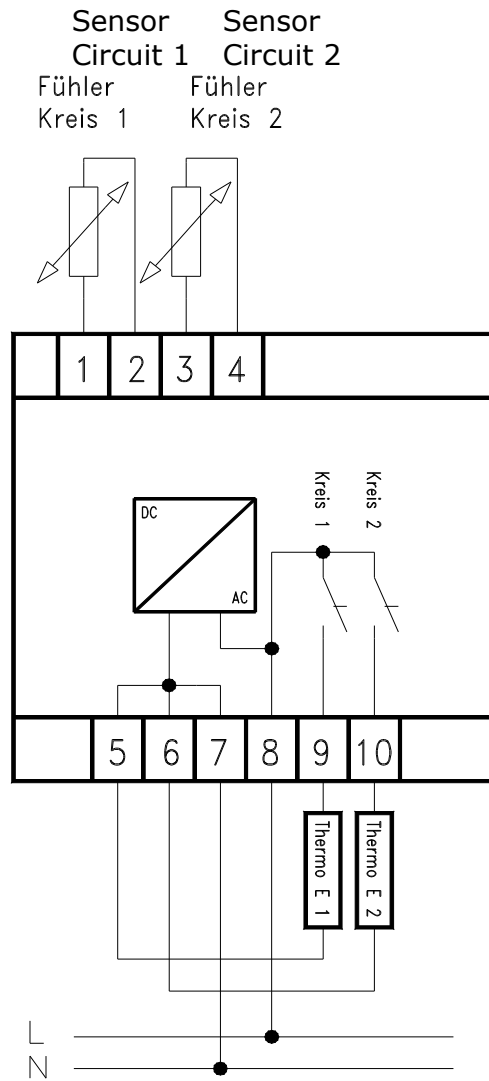 Sensor Circuit 1
Sensor Circuit 2
Fühler Kreis 1
Fühler Kreis 2
1 2 3 4
DC
AC
Kreis 1
Kreis 2
5 6 7 8 9 10
Thermo E 1
Thermo E 2
L
N